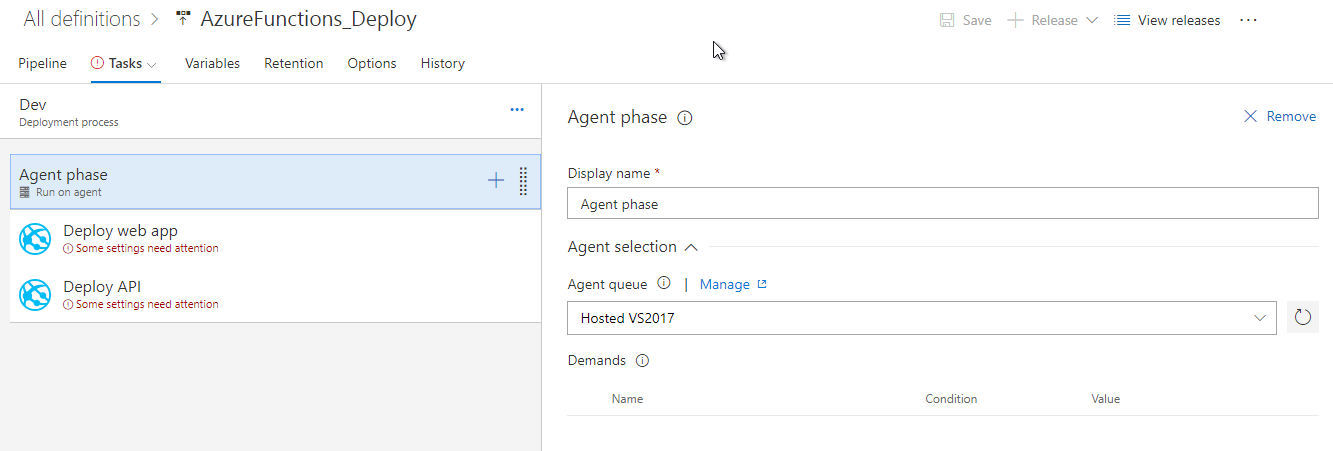 All definitions > AzureFunctions_Deploy
Save Release View releases ...
Pipeline Tasks Variables Retention Options History
Dev ...
Deployment process
Agent phase
Run on agent
Deploy web app
Some settings need attention
Deploy API
Some settings need attention
Agent phase Remove
Display name *
Agent phase
Agent selection
Agent queue | Manage
Hosted VS2017
Demands
Name Condition Value